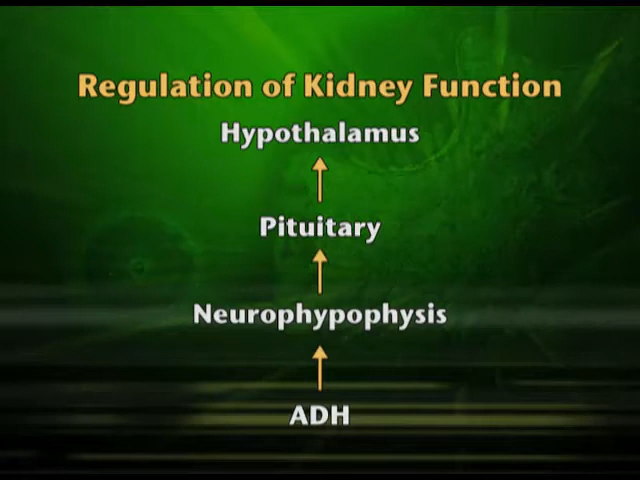 Regulation of Kidney Function
Hypothalamus
Pituitary
Neurophypophysis
ADH